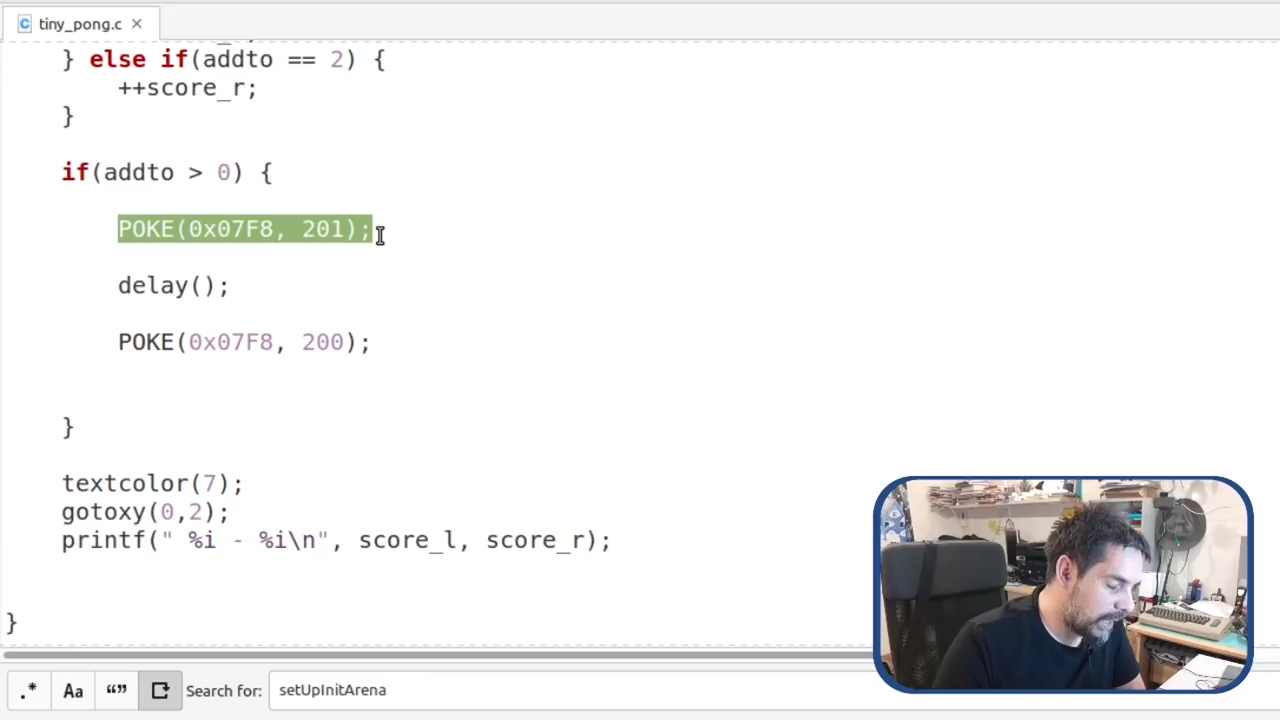 tiny_pong.c
} else if(addto == 2) {
++score_r;
}
if(addto > 0) {
POKE(0x07F8, 201);
delay();
POKE(0x07F8, 200);
}
textcolor(7);
gotoxy(0,2);
printf(" %i - %i\n", score_l, score_r);
}
.* Aa “” Search for: setUpInitArena